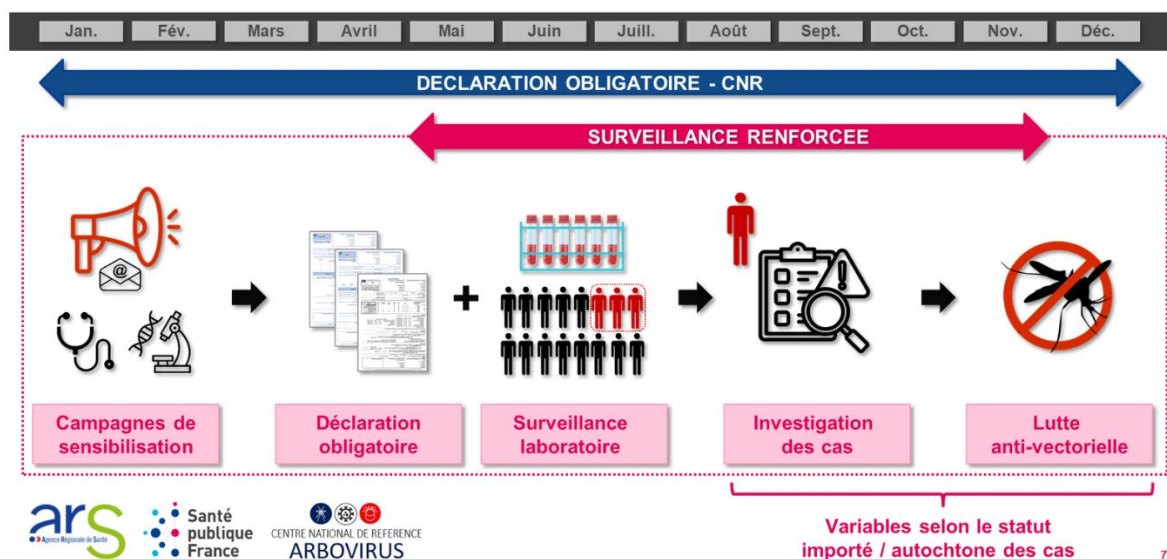 Jan. Fév. Mars Avril Mai Juin Juill. Août Sept. Oct. Nov. Déc.
DECLARATION OBLIGATOIRE - CNR
SURVEILLANCE RENFORCEE
@
Campagnes de
sensibilisation
Déclaration
obligatoire
Surveillance
laboratoire
Investigation
des cas
Lutte
anti-vectorielle
ars
Agence Régionale de Santé
Santé
publique
France
CENTRE NATIONAL DE REFERENCE
ARBOVIRUS
Variables selon le statut
importé / autochtone des cas
7